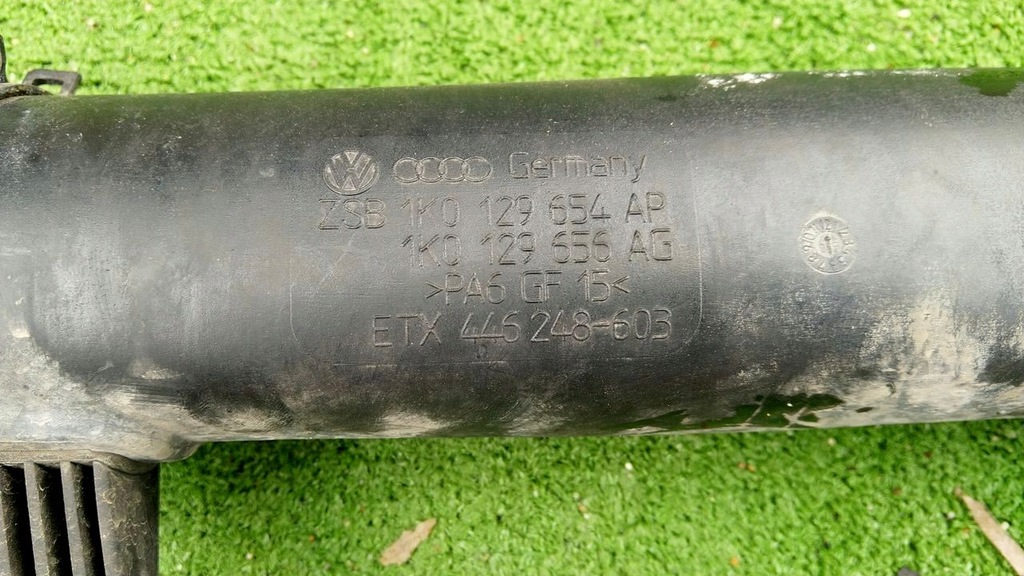 Germany
ZSB 1K0 129 654 AP
1K0 129 656 AG
>PA6 GF 15<
ETX 446 248-603